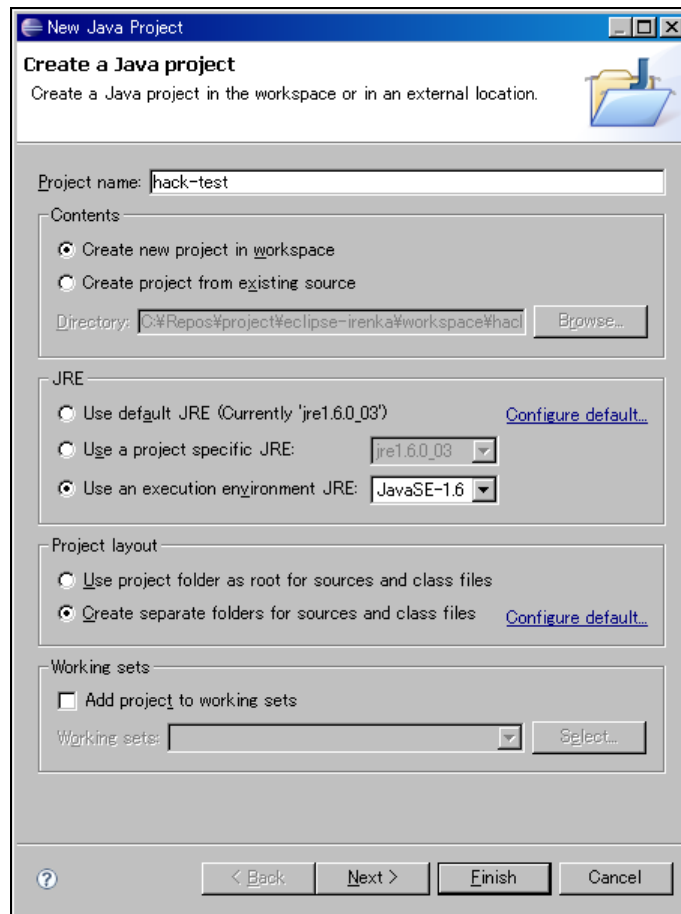 New Java Project
Create a Java project
Create a Java project in the workspace or in an external location.
Project name: hack-test
Contents
Create new project in workspace
Create project from existing source
Directory: C:¥Repos¥project¥eclipse-irenka¥workspace¥hacl Browse...
JRE
Use default JRE (Currently 'jre1.6.0_03') Configure default...
Use a project specific JRE: jre1.6.0_03
Use an execution environment JRE: JavaSE-1.6
Project layout
Use project folder as root for sources and class files
Create separate folders for sources and class files Configure default...
Working sets
Add project to working sets
Working sets: Select...
? < Back Next > Finish Cancel